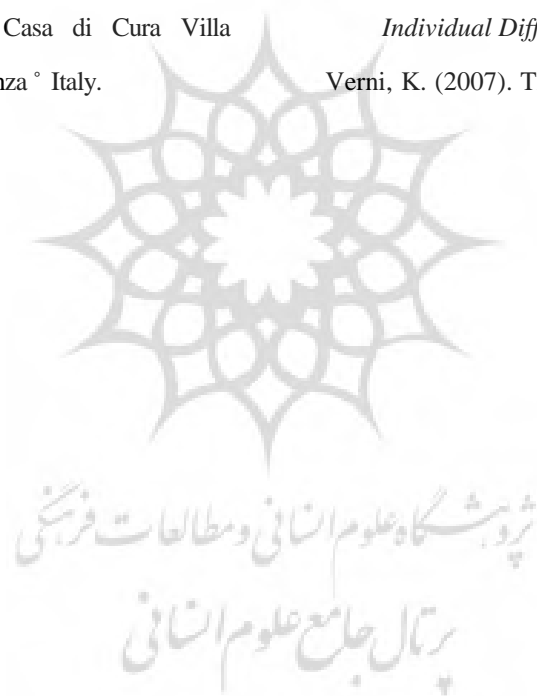 Casa di Cura Villa
nza ° Italy.
Individual Diff
Verni, K. (2007). T
پژوهشگاه علوم انسانی و مطالعات فرهنگی
پرتال جامع علوم انسانی